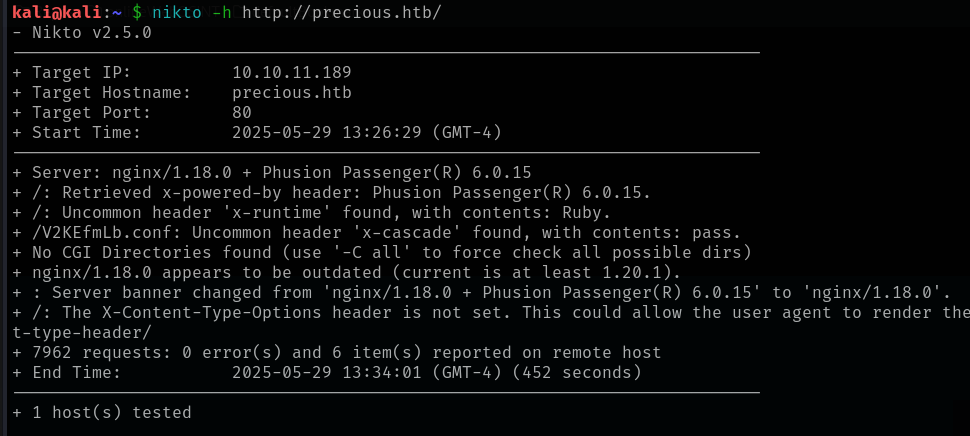 kali@kali:~ $ nikto -h http://precious.htb/
- Nikto v2.5.0
+ Target IP:          10.10.11.189
+ Target Hostname:    precious.htb
+ Target Port:        80
+ Start Time:         2025-05-29 13:26:29 (GMT-4)
+ Server: nginx/1.18.0 + Phusion Passenger(R) 6.0.15
+ /: Retrieved x-powered-by header: Phusion Passenger(R) 6.0.15.
+ /: Uncommon header 'x-runtime' found, with contents: Ruby.
+ /V2KEfmLb.conf: Uncommon header 'x-cascade' found, with contents: pass.
+ No CGI Directories found (use '-C all' to force check all possible dirs)
+ nginx/1.18.0 appears to be outdated (current is at least 1.20.1).
+ : Server banner changed from 'nginx/1.18.0 + Phusion Passenger(R) 6.0.15' to 'nginx/1.18.0'.
+ /: The X-Content-Type-Options header is not set. This could allow the user agent to render the
t-type-header/
+ 7962 requests: 0 error(s) and 6 item(s) reported on remote host
+ End Time:           2025-05-29 13:34:01 (GMT-4) (452 seconds)
+ 1 host(s) tested